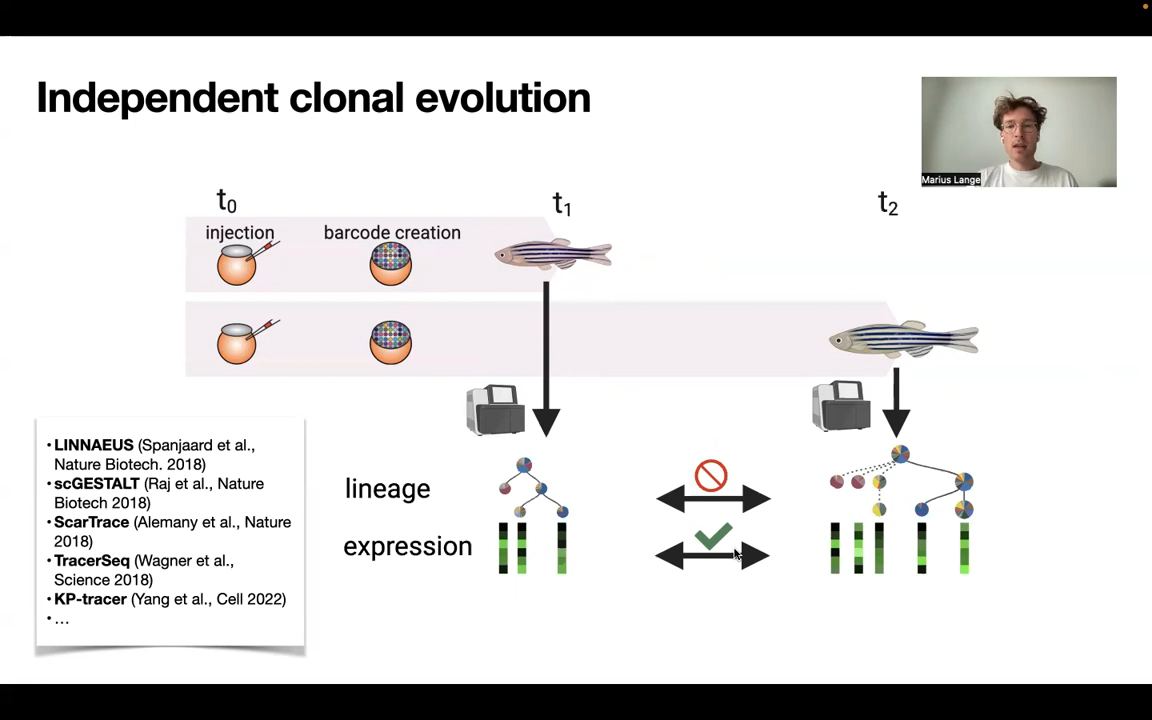 Independent clonal evolution
Marius Lange
t₀
t₁
t₂
injection
barcode creation
• LINNAEUS (Spanjaard et al.,
Nature Biotech. 2018)
• scGESTALT (Raj et al., Nature
Biotech 2018)
• ScarTrace (Alemany et al., Nature
2018)
• TracerSeq (Wagner et al.,
Science 2018)
• KP-tracer (Yang et al., Cell 2022)
• ...
lineage
expression